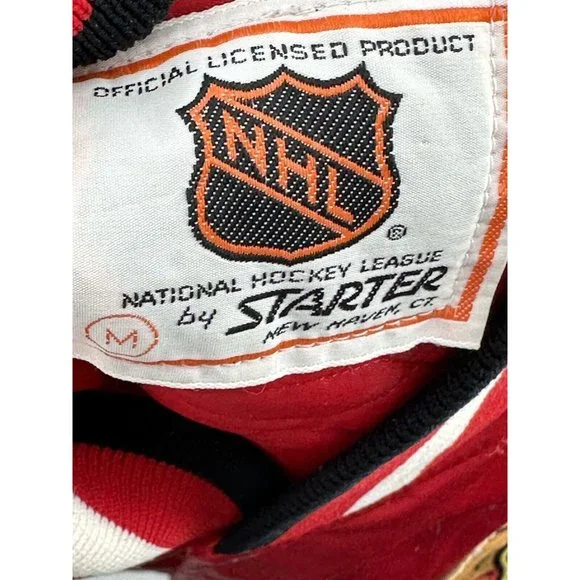 OFFICIAL LICENSED PRODUCT
NHL
®
NATIONAL HOCKEY LEAGUE
by STARTER
NEW HAVEN, CT.
M